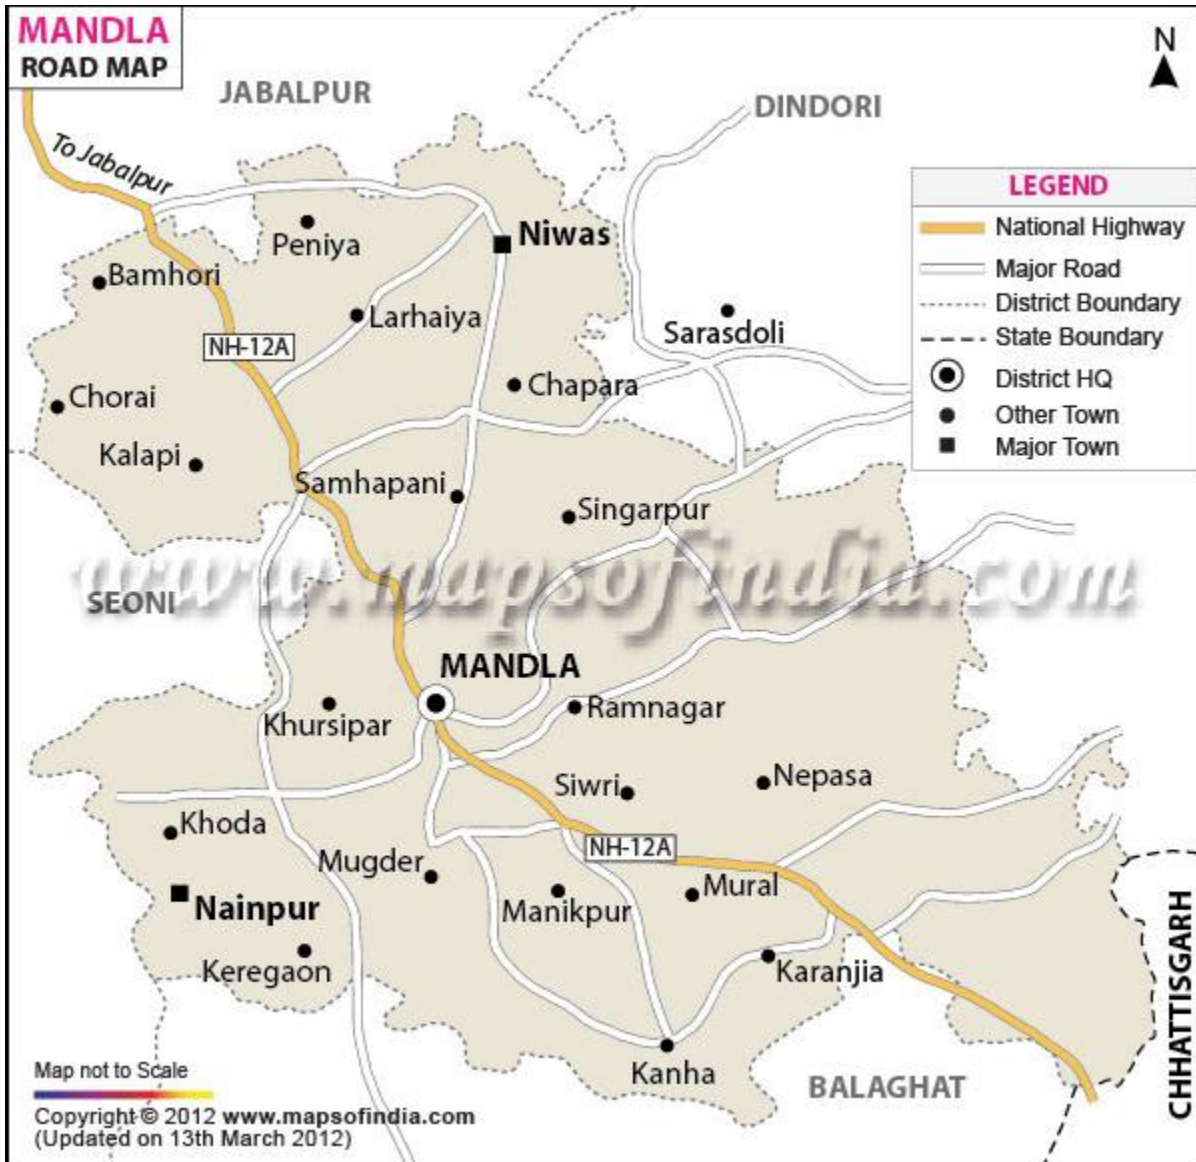 MANDLA
ROAD MAP
N
JABALPUR
DINDORI
To Jabalpur
LEGEND
National Highway
Major Road
District Boundary
State Boundary
District HQ
Other Town
Major Town
Peniya
Niwas
Bamhori
Larhaiya
Sarasdoli
NH-12A
Chorai
Chapara
Kalapi
Samhapani
Singarpur
www.mapsofindia.com
SEONI
MANDLA
Khursipar
Ramnagar
Siwri
Nepasa
Khoda
NH-12A
Mugder
Manikpur
Mural
Nainpur
Keregaon
Karanjia
Kanha
BALAGHAT
CHHATTISGARH
Map not to Scale
Copyright © 2012 www.mapsofindia.com
(Updated on 13th March 2012)